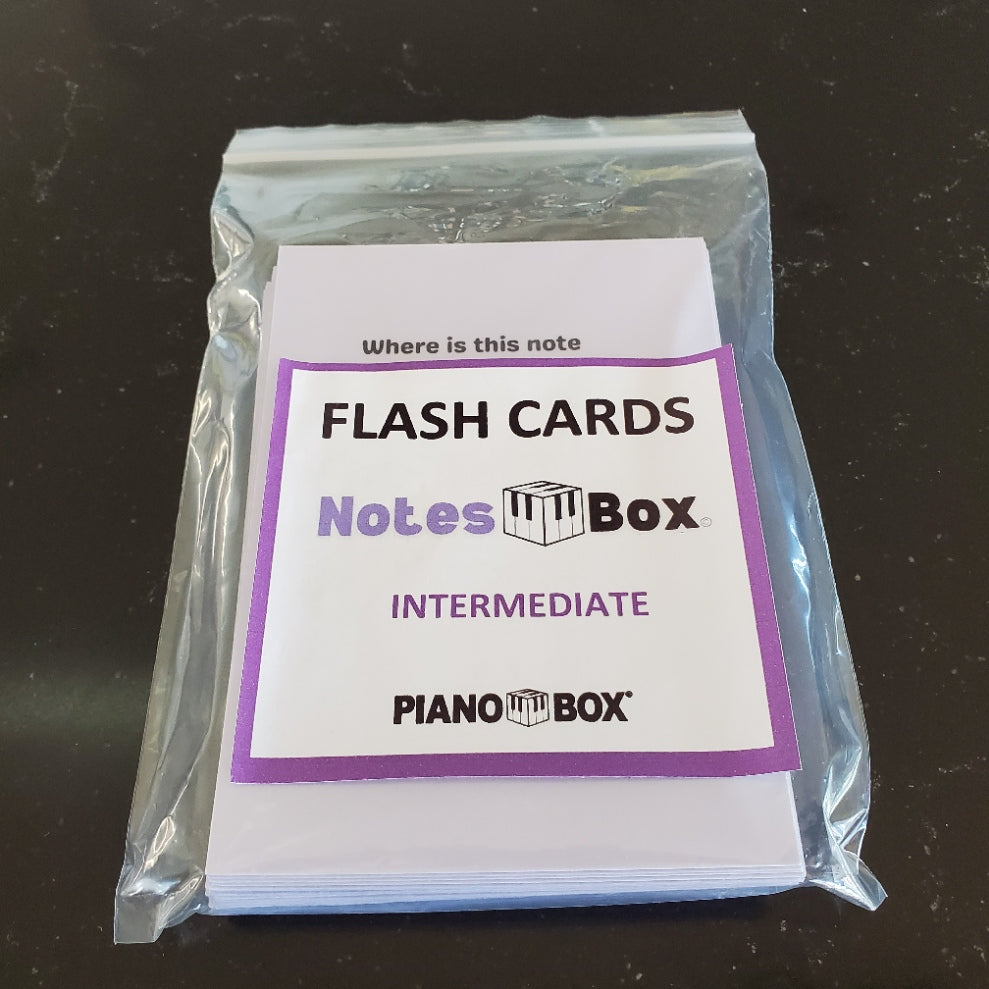 Where is this note
FLASH CARDS
Notes Box©
INTERMEDIATE
PIANO BOX®